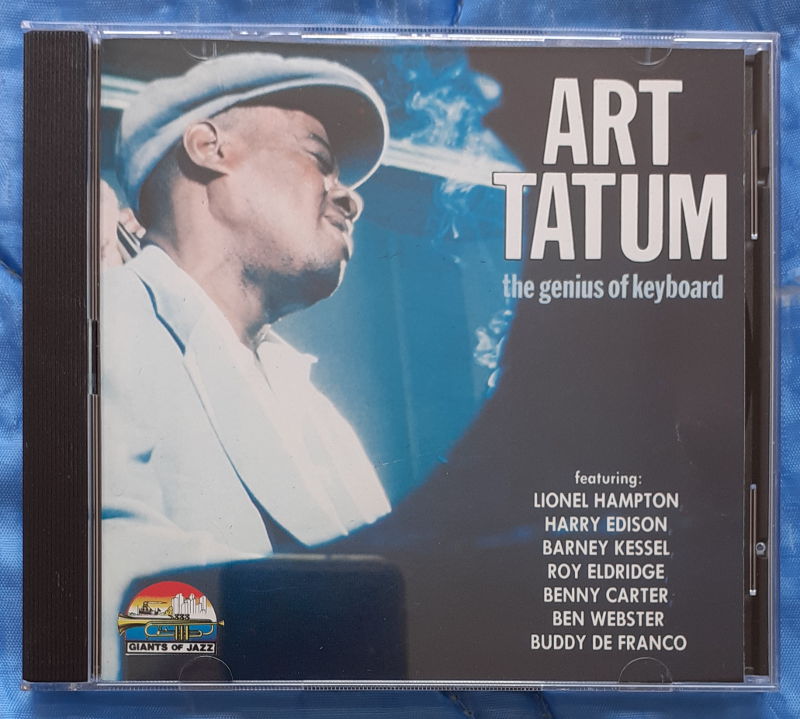 ART
TATUM
the genius of keyboard
featuring:
LIONEL HAMPTON
HARRY EDISON
BARNEY KESSEL
ROY ELDRIDGE
BENNY CARTER
BEN WEBSTER
BUDDY DE FRANCO
GIANTS OF JAZZ